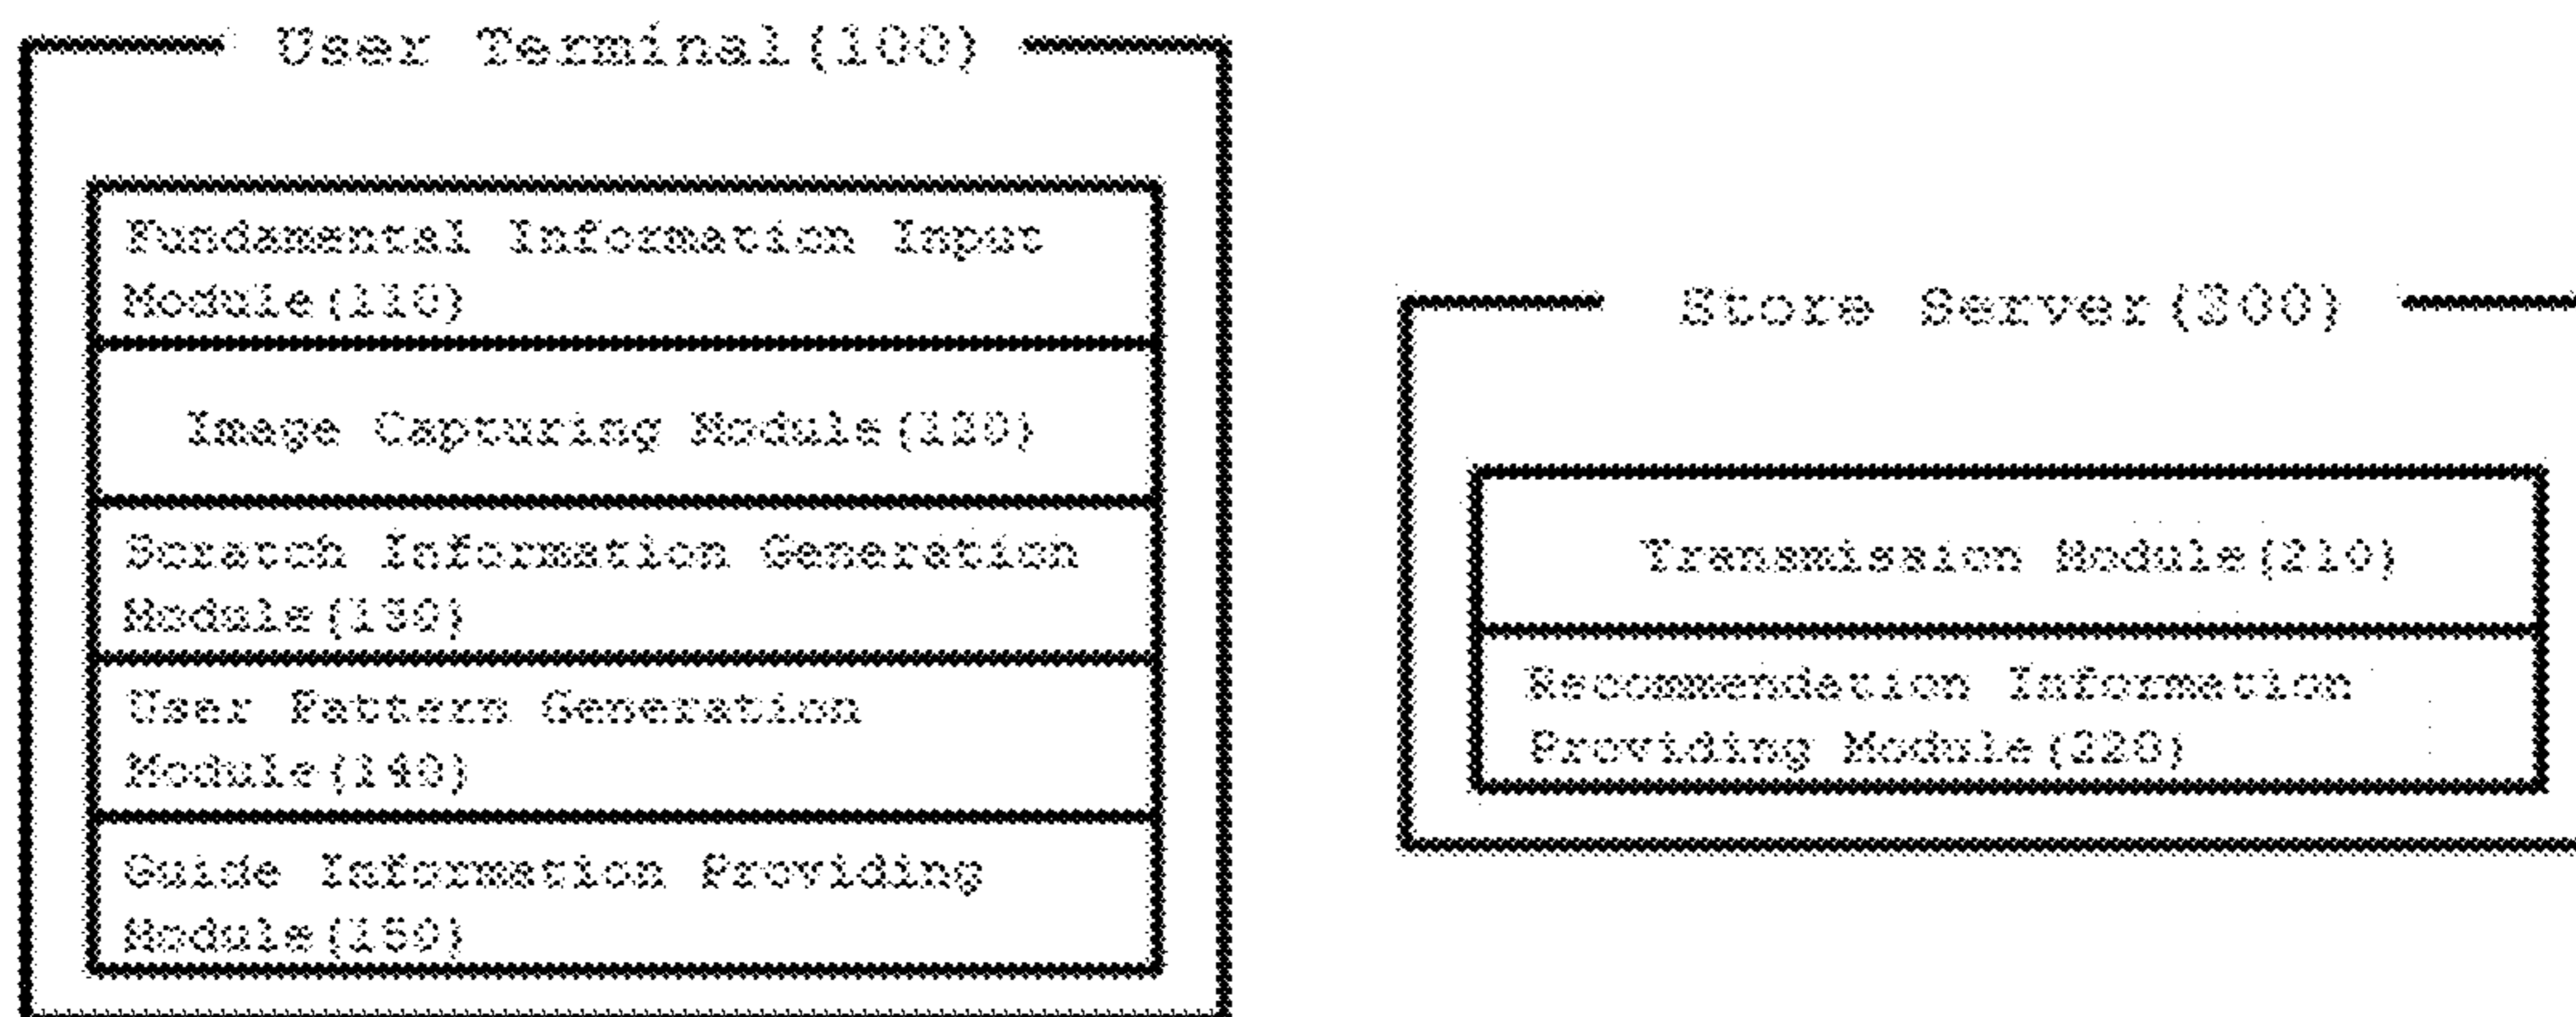 User Terminal(100)
Fundamental Information Input
Module(110)
Image Capturing Module(120)
Scratch Information Generation
Module(130)
User Pattern Generation
Module(140)
Guide Information Providing
Module(150)
Store Server(300)
Transmission Module(210)
Recommendation Information
Providing Module(220)